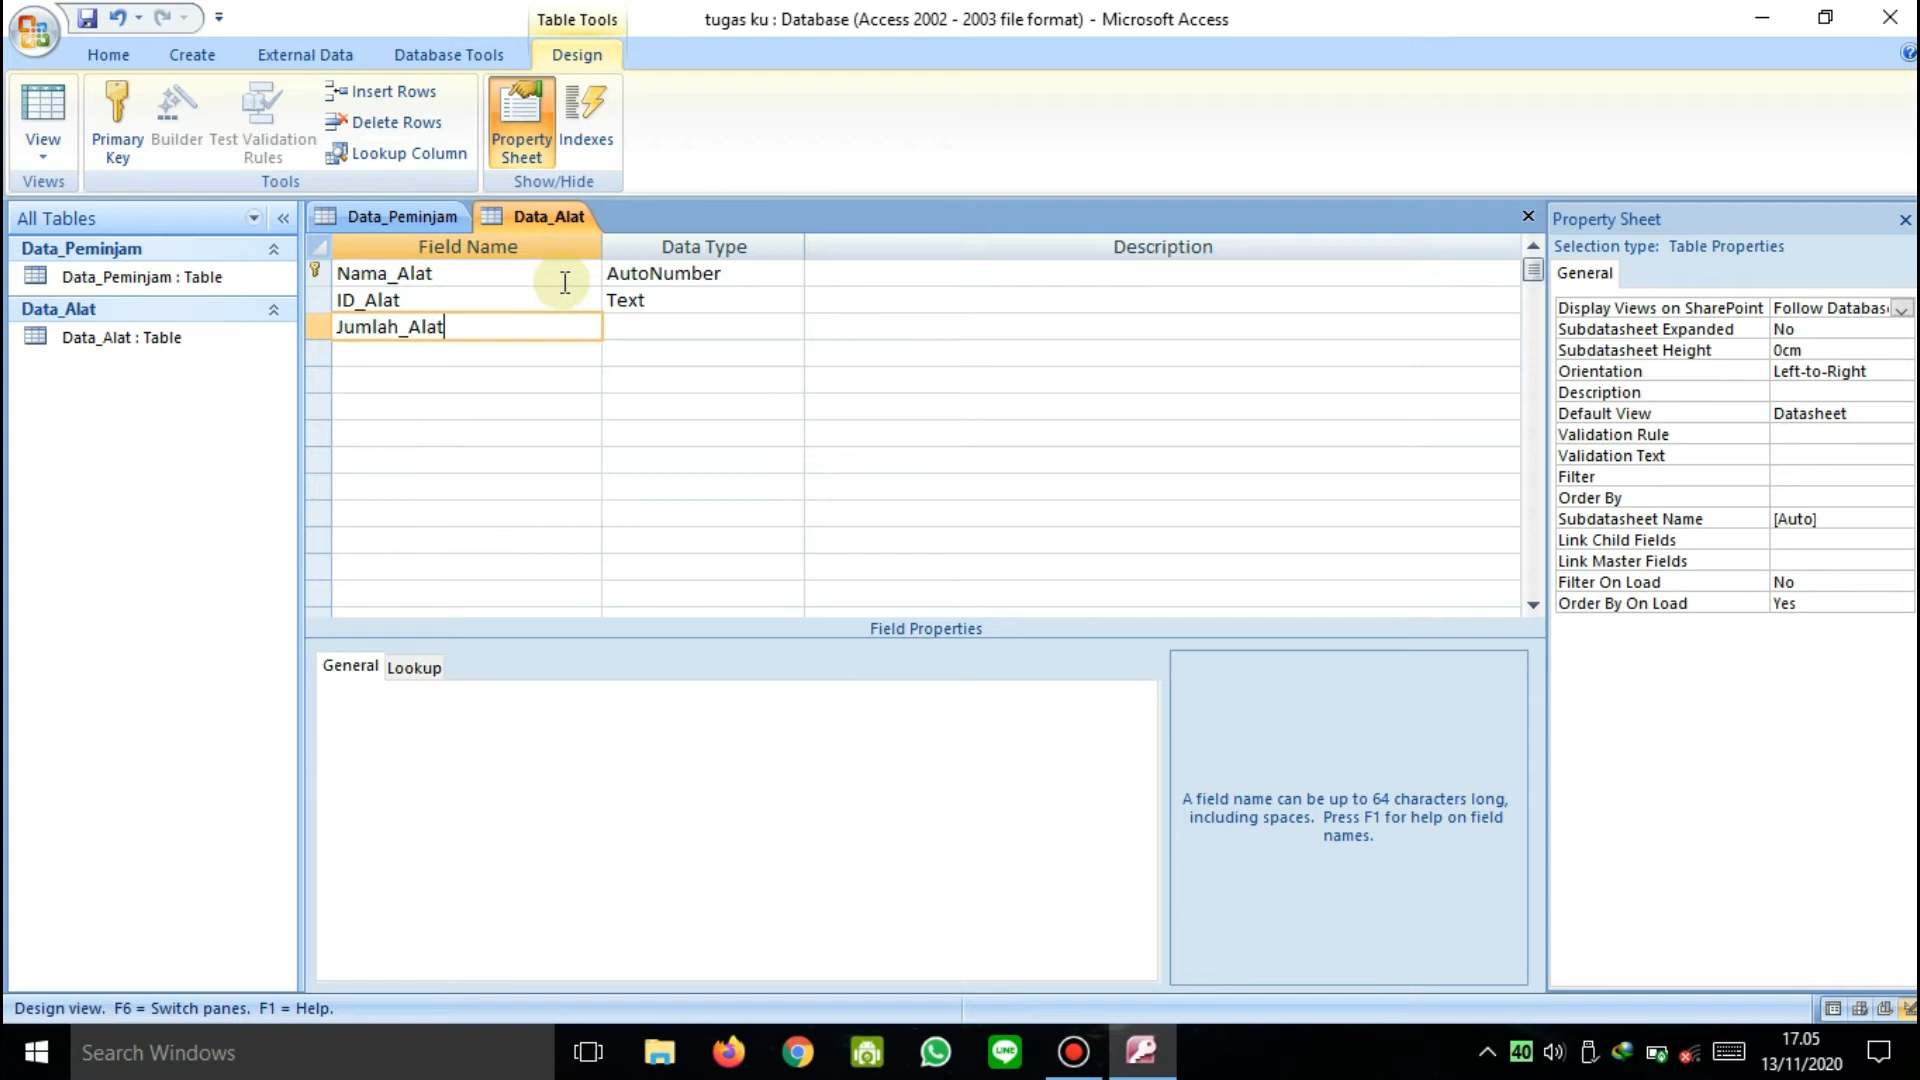 Table Tools
tugas ku : Database (Access 2002 - 2003 file format) - Microsoft Access
Home
Create
External Data
Database Tools
Design
View
Primary Key
Builder
Test Validation Rules
Insert Rows
Delete Rows
Lookup Column
Property Sheet
Indexes
Views
Tools
Show/Hide
All Tables
Data_Peminjam
Data_Peminjam : Table
Data_Alat
Data_Alat : Table
Data_Peminjam
Data_Alat
Field Name
Data Type
Description
Nama_Alat
AutoNumber
ID_Alat
Text
Jumlah_Alat
Field Properties
General
Lookup
A field name can be up to 64 characters long,
including spaces. Press F1 for help on field
names.
Property Sheet
Selection type: Table Properties
General
Display Views on SharePoint
Follow Databas
Subdatasheet Expanded
No
Subdatasheet Height
0cm
Orientation
Left-to-Right
Description
Default View
Datasheet
Validation Rule
Validation Text
Filter
Order By
Subdatasheet Name
[Auto]
Link Child Fields
Link Master Fields
Filter On Load
No
Order By On Load
Yes
Design view. F6 = Switch panes. F1 = Help.
Search Windows
LINE
40
17.05
13/11/2020